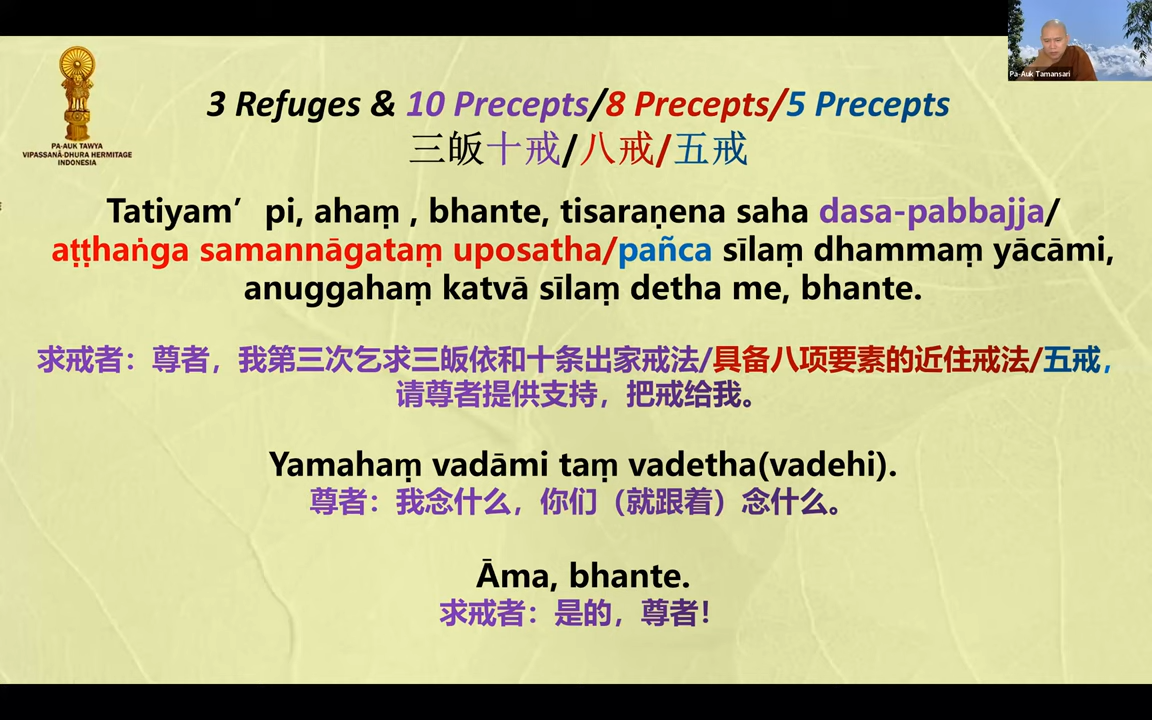 Pa-Auk Tamansari
PA-AUK TAWYA
VIPASSANĀ-DHURA HERMITAGE
INDONESIA
3 Refuges & 10 Precepts/8 Precepts/5 Precepts
三皈十戒/八戒/五戒
Tatiyam’ pi, ahaṃ , bhante, tisaraṇena saha dasa-pabbajja/
aṭṭhaṅga samannāgataṃ uposatha/pañca sīlaṃ dhammaṃ yācāmi,
anuggahaṃ katvā sīlaṃ detha me, bhante.
求戒者：尊者，我第三次乞求三皈依和十条出家戒法/具备八项要素的近住戒法/五戒，
请尊者提供支持，把戒给我。
Yamahaṃ vadāmi taṃ vadetha(vadehi).
尊者：我念什么，你们（就跟着）念什么。
Āma, bhante.
求戒者：是的，尊者！